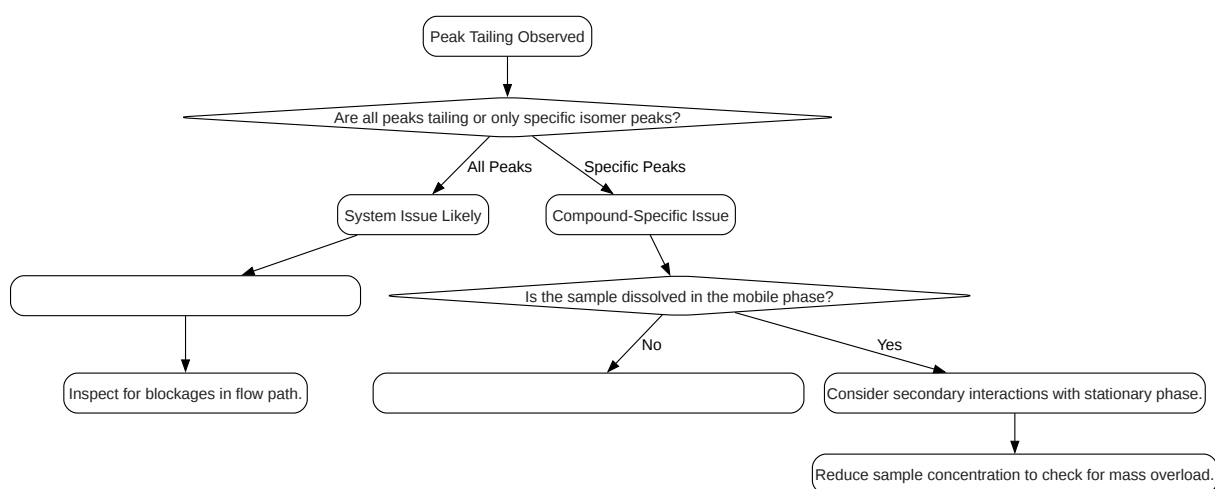 Peak Tailing Observed
Are all peaks tailing or only specific isomer peaks?
All Peaks
Specific Peaks
System Issue Likely
Compound-Specific Issue
Is the sample dissolved in the mobile phase?
No
Yes
Inspect for blockages in flow path.
Consider secondary interactions with stationary phase.
Reduce sample concentration to check for mass overload.